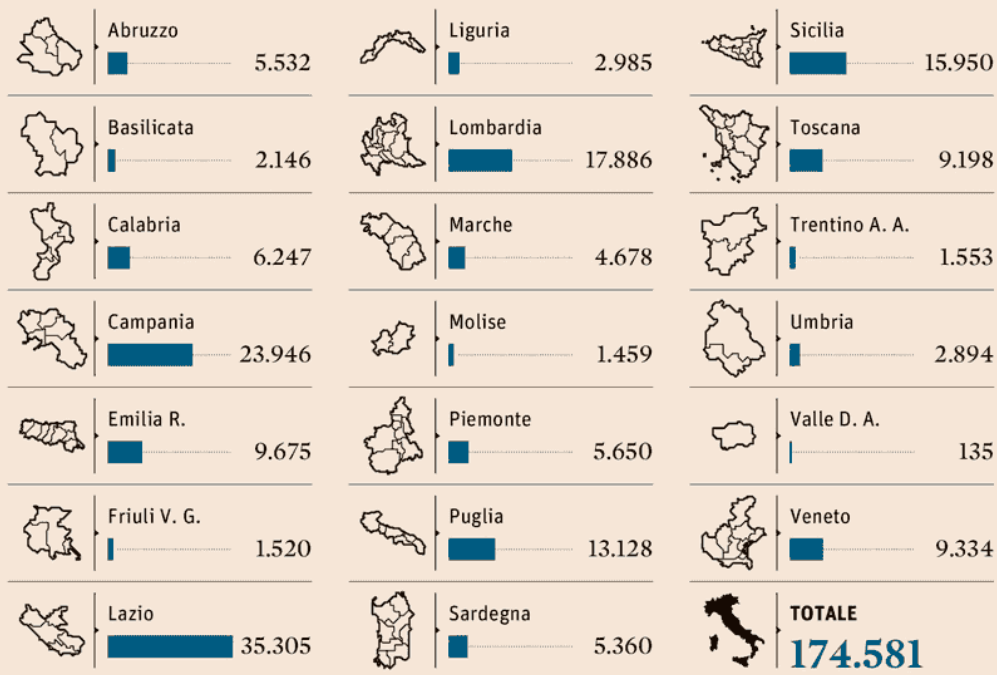 Abruzzo
5.532
Basilicata
2.146
Calabria
6.247
Campania
23.946
Emilia R.
9.675
Friuli V. G.
1.520
Lazio
35.305
Liguria
2.985
Lombardia
17.886
Marche
4.678
Molise
1.459
Piemonte
5.650
Puglia
13.128
Sardegna
5.360
Sicilia
15.950
Toscana
9.198
Trentino A. A.
1.553
Umbria
2.894
Valle D. A.
135
Veneto
9.334
TOTALE
174.581